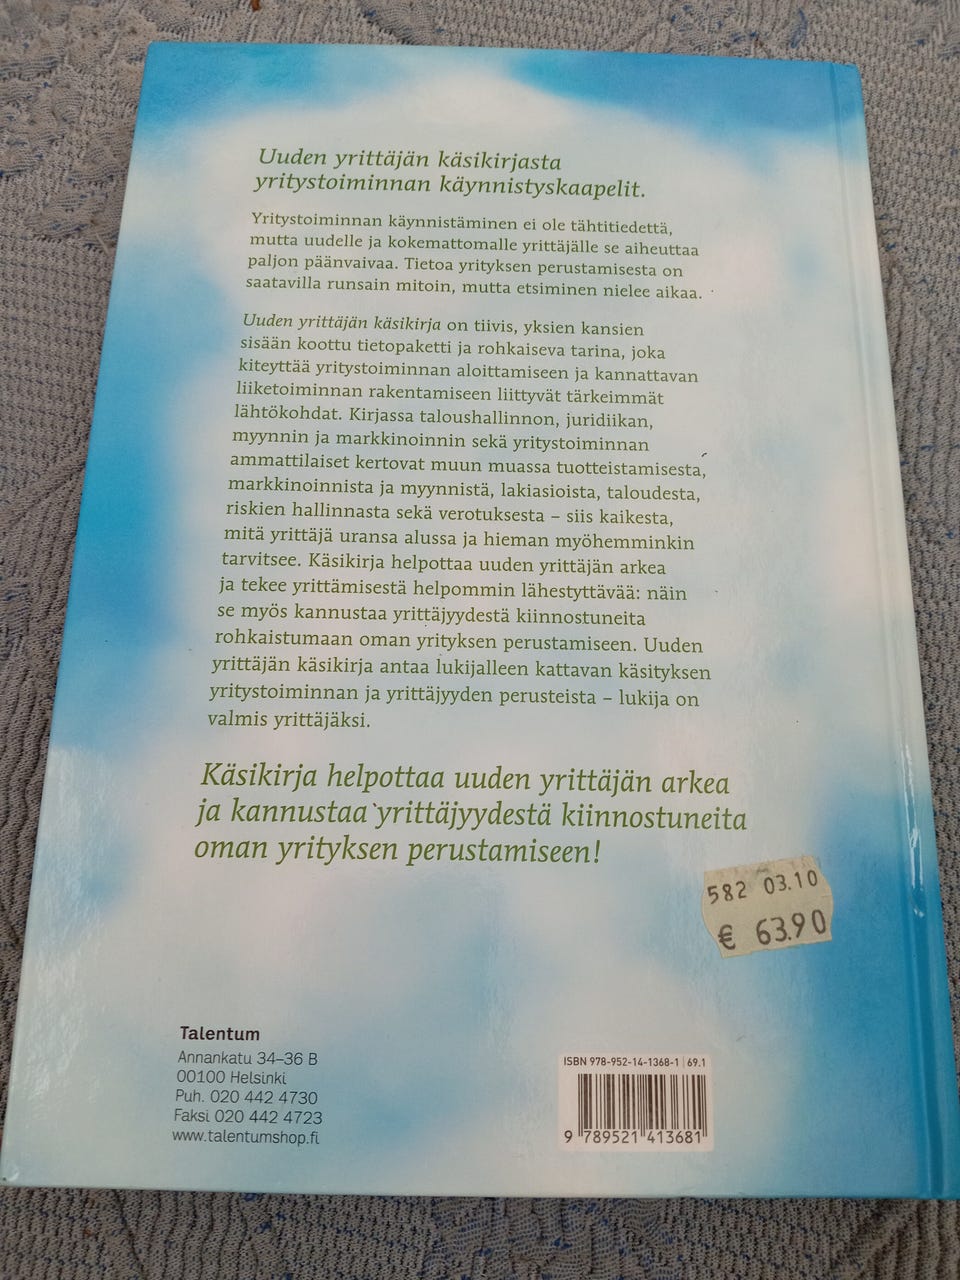 Uuden yrittäjän käsikirjasta
yritystoiminnan käynnistyskaapelit.
Yritystoiminnan käynnistäminen ei ole tähtitiedettä,
mutta uudelle ja kokemattomalle yrittäjälle se aiheuttaa
paljon päänvaivaa. Tietoa yrityksen perustamisesta on
saatavilla runsain mitoin, mutta etsiminen nielee aikaa.
Uuden yrittäjän käsikirja on tiivis, yksien kansien
sisään koottu tietopaketti ja rohkaiseva tarina, joka
kiteyttää yritystoiminnan aloittamiseen ja kannattavan
liiketoiminnan rakentamiseen liittyvät tärkeimmät
lähtökohdat. Kirjassa taloushallinnon, juridiikan,
myynnin ja markkinoinnin sekä yritystoiminnan
ammattilaiset kertovat muun muassa tuotteistamisesta,
markkinoinnista ja myynnistä, lakiasioista, taloudesta,
riskien hallinnasta sekä verotuksesta – siis kaikesta,
mitä yrittäjä uransa alussa ja hieman myöhemminkin
tarvitsee. Käsikirja helpottaa uuden yrittäjän arkea
ja tekee yrittämisestä helpommin lähestyttävää: näin
se myös kannustaa yrittäjyydestä kiinnostuneita
rohkaistumaan oman yrityksen perustamiseen. Uuden
yrittäjän käsikirja antaa lukijalleen kattavan käsityksen
yritystoiminnan ja yrittäjyyden perusteista – lukija on
valmis yrittäjäksi.
Käsikirja helpottaa uuden yrittäjän arkea
ja kannustaa yrittäjyydestä kiinnostuneita
oman yrityksen perustamiseen!
582 03.10
€ 63.90
Talentum
Annankatu 34–36 B
00100 Helsinki
Puh. 020 442 4730
Faksi 020 442 4723
www.talentumshop.fi
ISBN 978-952-14-1368-1 | 69.1
9 789521 413681